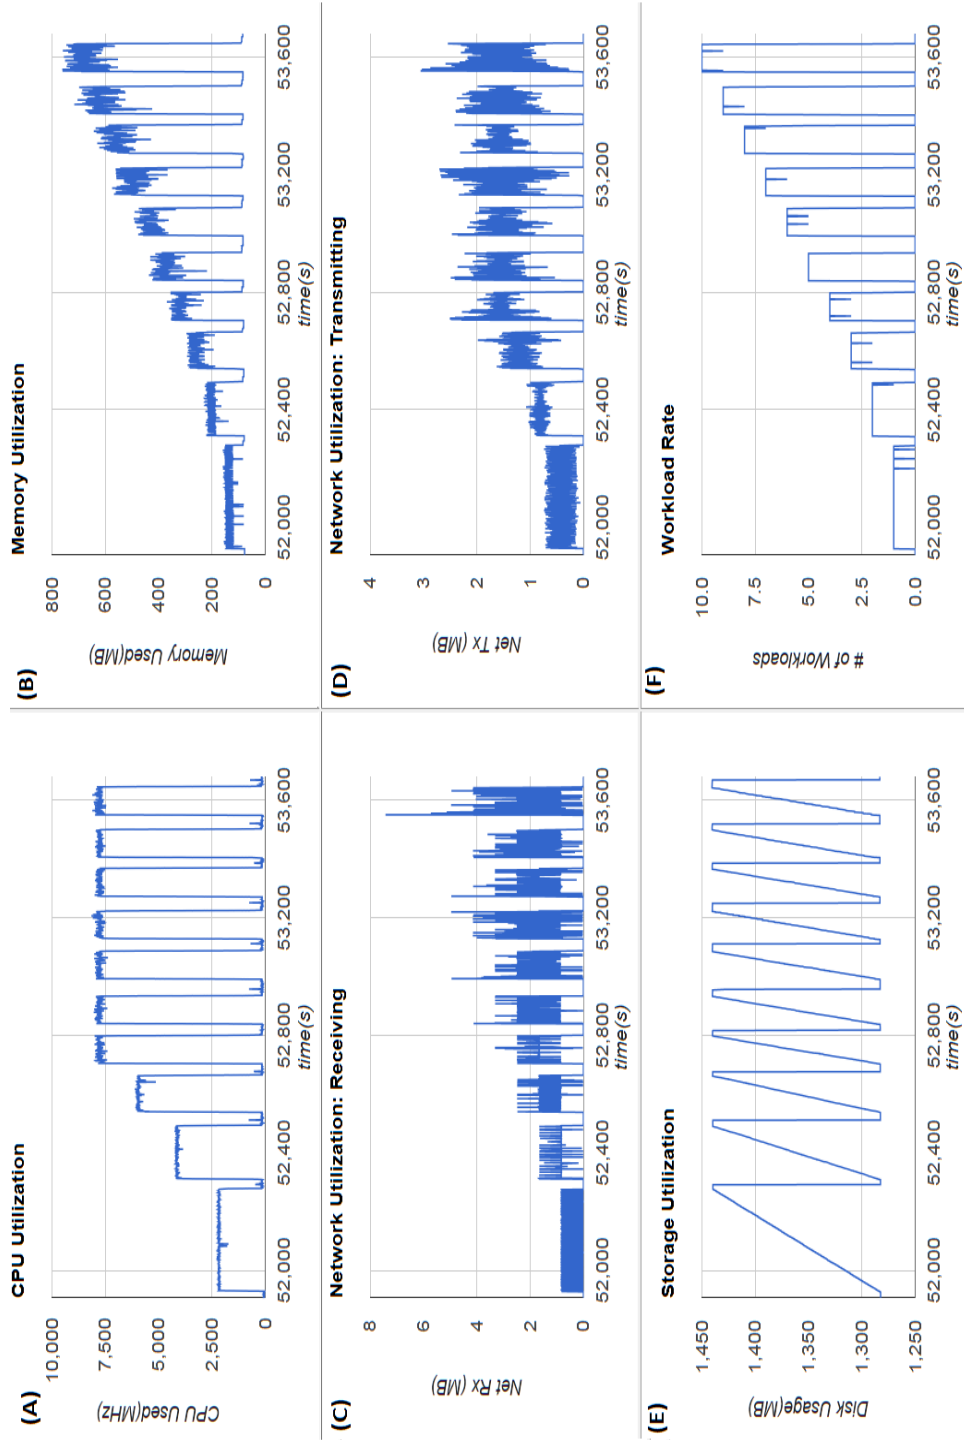 (A)
CPU Utilization
CPU Used(MHz)
10,000
7,500
5,000
2,500
0
52,000
52,400
52,800
53,200
53,600
time(s)
(B)
Memory Utilization
Memory Used(MB)
800
600
400
200
0
52,000
52,400
52,800
53,200
53,600
time(s)
(C)
Network Utilization: Receiving
Net Rx (MB)
8
6
4
2
0
52,000
52,400
52,800
53,200
53,600
time(s)
(D)
Network Utilization: Transmitting
Net Tx (MB)
4
3
2
1
0
52,000
52,400
52,800
53,200
53,600
time(s)
(E)
Storage Utilization
Disk Usage(MB)
1,450
1,400
1,350
1,300
1,250
52,000
52,400
52,800
53,200
53,600
time(s)
(F)
Workload Rate
# of Workloads
10.0
7.5
5.0
2.5
0.0
52,000
52,400
52,800
53,200
53,600
time(s)